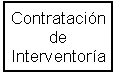 Contratación
de
Interventoría